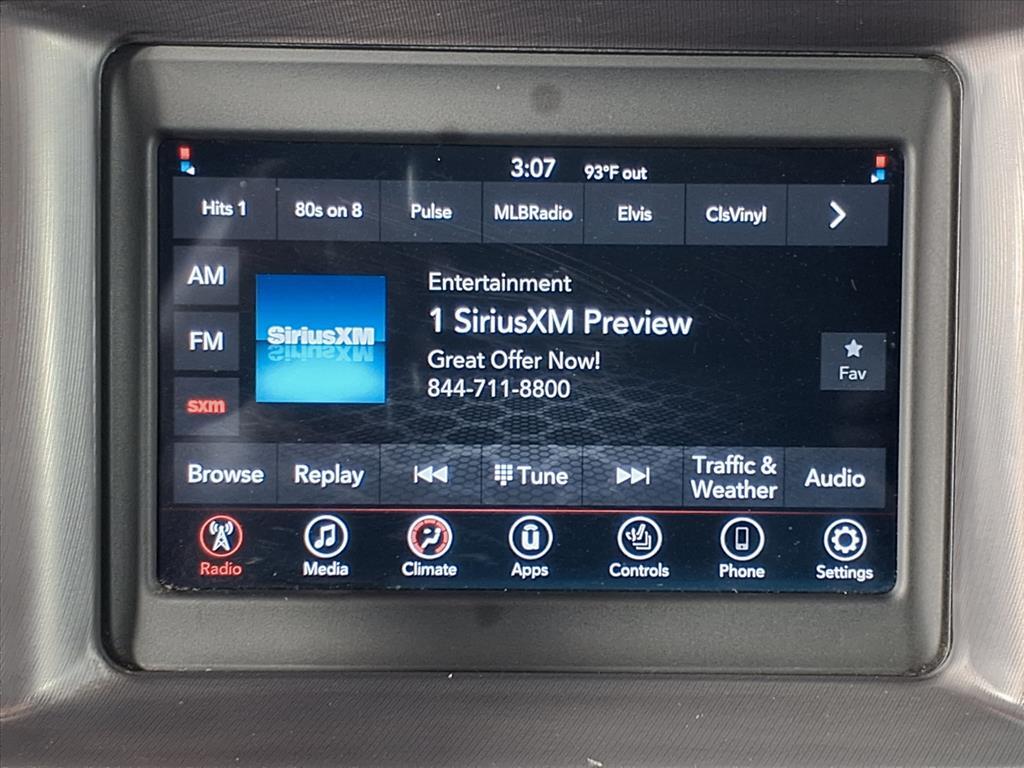 3:07 93°F out
Hits 1 80s on 8 Pulse MLBRadio Elvis ClsVinyl
AM
FM
sxm
SiriusXM
Entertainment
1 SiriusXM Preview
Great Offer Now!
844-711-8800
Fav
Browse Replay Tune Traffic & Weather Audio
Radio Media Climate Apps Controls Phone Settings